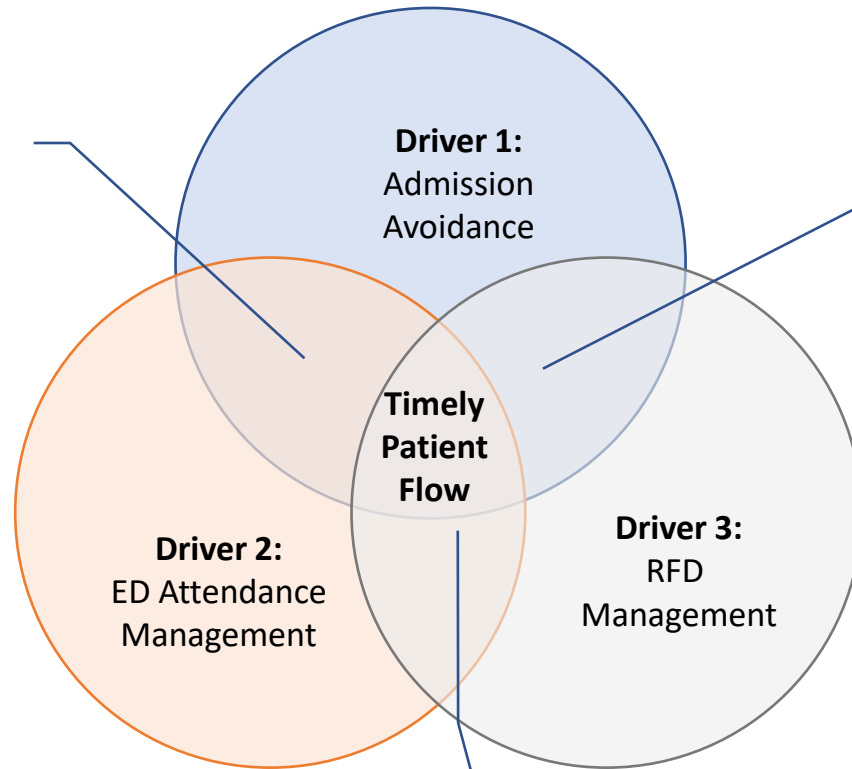 Driver 1:
Admission
Avoidance
Timely
Patient
Flow
Driver 2:
ED Attendance
Management
Driver 3:
RFD
Management